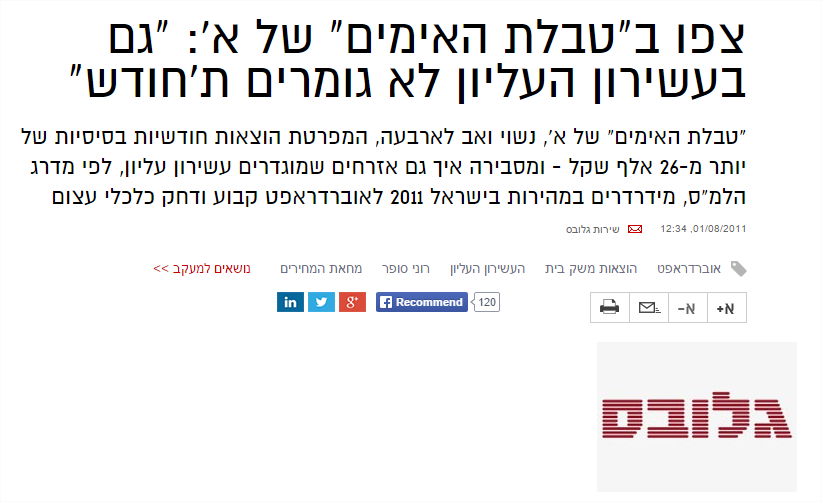 צפו ב"טבלת האימים" של א': "גם
בעשירון העליון לא גומרים ת'חודש"
"טבלת האימים" של א', נשוי ואב לארבעה, המפרטת הוצאות חודשיות בסיסיות של
יותר מ-26 אלף שקל - ומסבירה איך גם אזרחים שמוגדרים עשירון עליון, לפי מדרג
הלמ"ס, מידרדרים במהירות בישראל 2011 לאוברדראפט קבוע ודחק כלכלי עצום
01/08/2011, 12:34 שירות גלובס
אוברדראפט הוצאות משק בית העשירון העליון רוני סופר מחאת המחירים נושאים למעקב >>
א+ א- Recommend 120 g+ in
גלובס